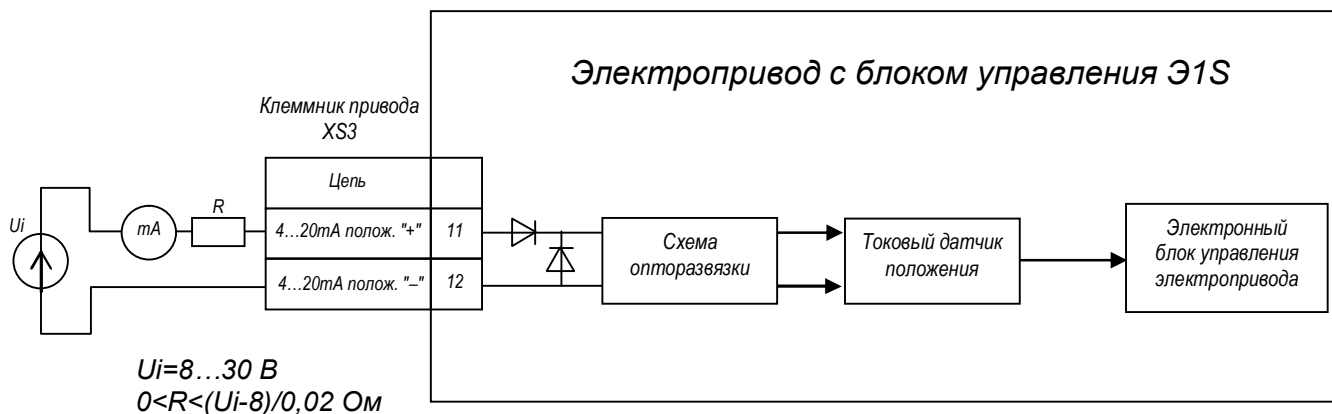 Электропривод с блоком управления Э1S
Клеммник привода
XS3
Цепь
Ui
mA
R
4...20mA полож. "+"
11
4...20mA полож. "–"
12
Схема
опторазвязки
Токовый датчик
положения
Электронный
блок управления
электропривода
Ui=8...30 В
0<R<(Ui-8)/0,02 Ом